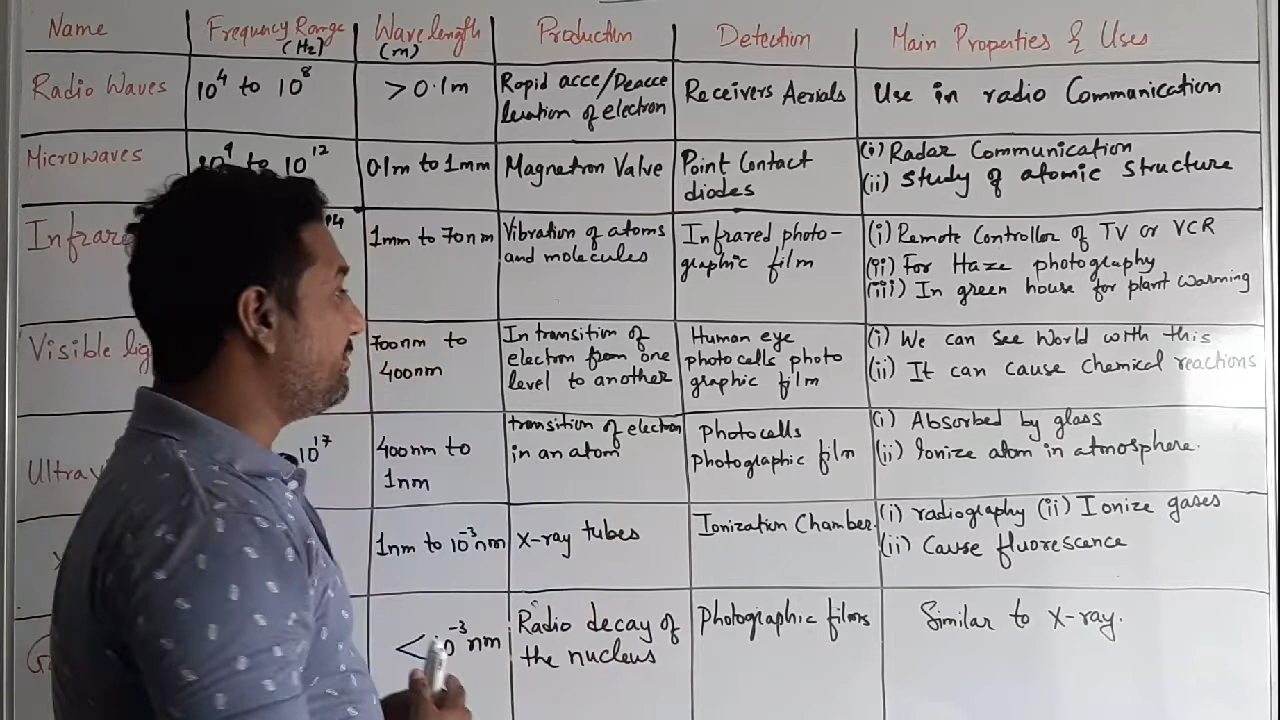 Name Frequency Range (Hz) Wavelength (m) Production Detection Main Properties & Uses
Radio Waves 10⁴ to 10⁸ >0.1m Rapid acce/Deacce
leration of electron Receivers Aerials Use in radio Communication
Microwaves to 10¹² 0.1m to 1mm Magnetron Valve Point Contact
diodes (i) Radar Communication
(ii) Study of atomic structure
1mm to 70nm Vibration of atoms
and molecules Infrared photo-
graphic film (i) Remote Controller of TV or VCR
(ii) For Haze photography
(iii) In green house for plant warming
Visible 700nm to
400nm In transition of
electron from one
level to another Human eye
photocells photo
graphic film (i) We can see World with this
(ii) It can cause Chemical reactions
10¹⁷ 400nm to
1nm transition of electron
in an atom Photocells
Photographic film (i) Absorbed by glass
(ii) Ionize atom in atmosphere.
1nm to 10⁻³nm X-ray tubes Ionization Chamber (i) radiography (ii) Ionize gases
(ii) Cause fluorescence
<10⁻³nm Radio decay of
the nucleus Photographic films Similar to X-ray.